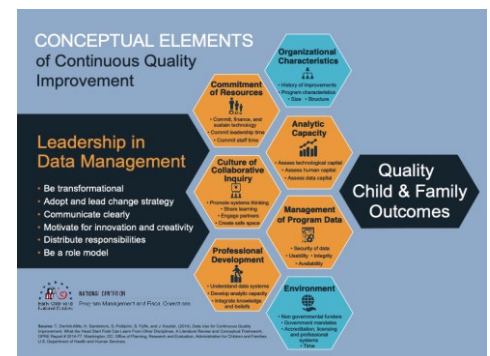 CONCEPTUAL ELEMENTS
of Continuous Quality
Improvement
Leadership in
Data Management
• Be transformational
• Adopt and lead change strategy
• Communicate clearly
• Motivate for innovation and creativity
• Distribute responsibilities
• Be a role model
Organizational
Characteristics
• History of improvements
• Program characteristics
• Size • Structure
Commitment
of Resources
• Commit, finance, and
sustain technology
• Commit leadership time
• Commit staff time
Analytic
Capacity
• Assess technological capital
• Assess human capital
• Assess data capital
Culture of
Collaborative
Inquiry
• Promote systems thinking
• Share learning
• Engage partners
• Create safe space
Management
of Program Data
• Security of data
• Usability • Integrity
• Availability
Professional
Development
• Understand data systems
• Develop analytic capacity
• Integrate knowledge
and beliefs
Environment
• Non governmental funders
• Government mandates
• Accreditation, licensing
and professional
systems
• Time
Quality
Child & Family
Outcomes
NATIONAL CENTER ON
Program Management and Fiscal Operations